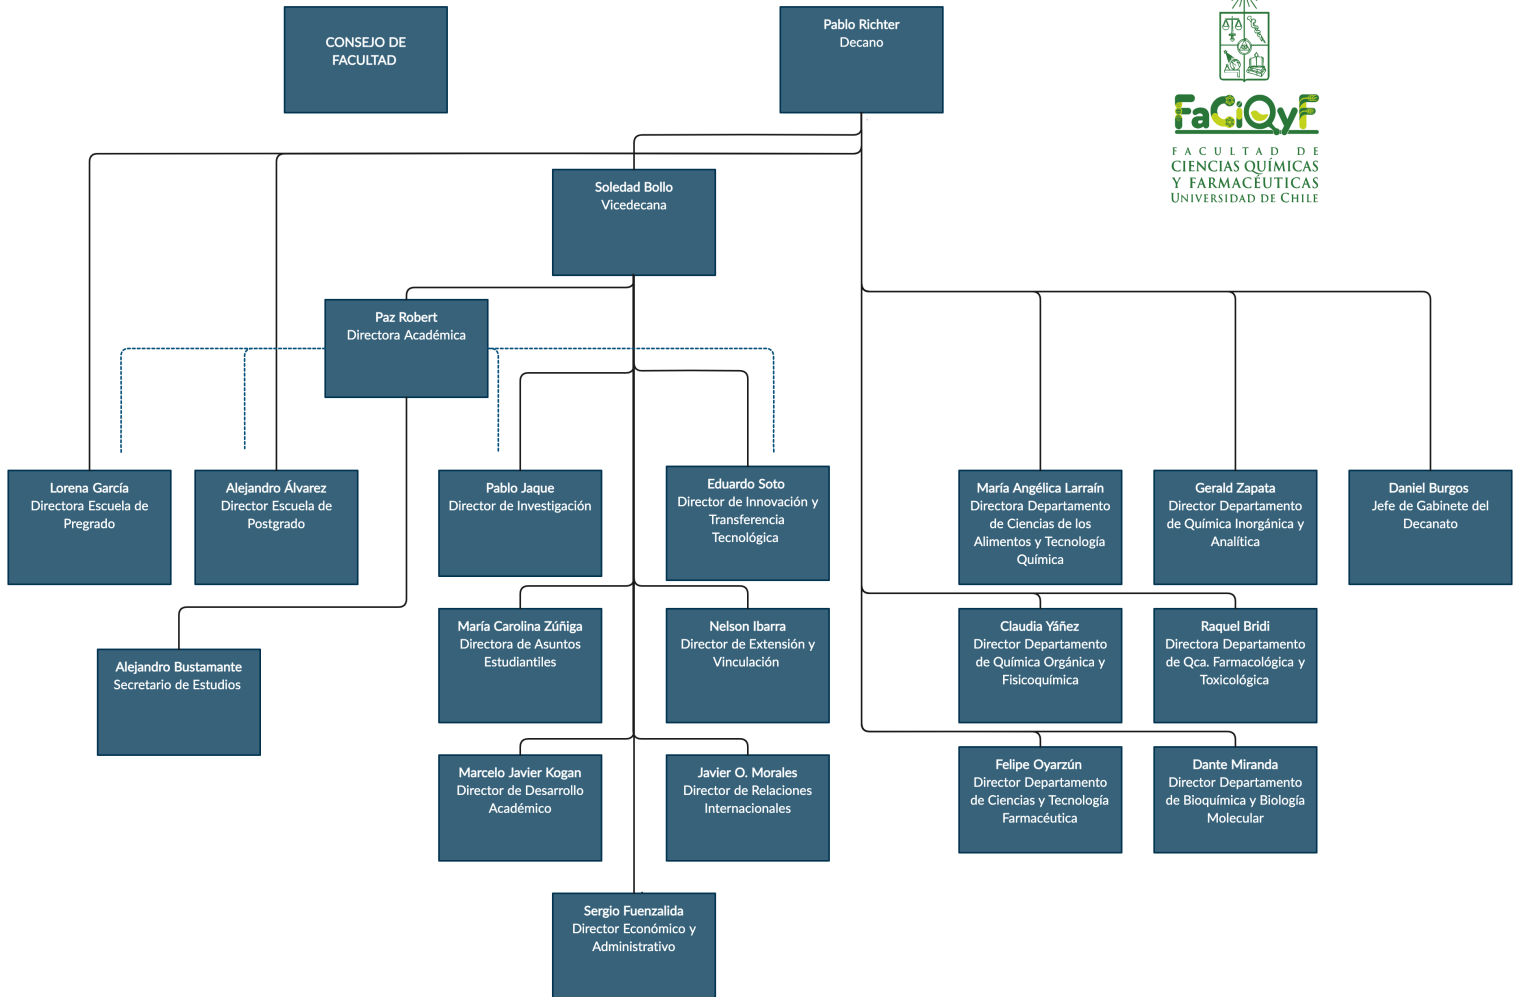 CONSEJO DE
FACULTAD
Pablo Richter
Decano
FaCiQyF
FACULTAD DE
CIENCIAS QUÍMICAS
Y FARMACÉUTICAS
UNIVERSIDAD DE CHILE
Soledad Bollo
Vicedecana
Paz Robert
Directora Académica
Lorena García
Directora Escuela de
Pregrado
Alejandro Álvarez
Director Escuela de
Postgrado
Pablo Jaque
Director de Investigación
Eduardo Soto
Director de Innovación y
Transferencia
Tecnológica
María Angélica Larraín
Directora Departamento
de Ciencias de los
Alimentos y Tecnología
Química
Gerald Zapata
Director Departamento
de Química Inorgánica y
Analítica
Daniel Burgos
Jefe de Gabinete del
Decanato
María Carolina Zúñiga
Directora de Asuntos
Estudiantiles
Nelson Ibarra
Director de Extensión y
Vinculación
Claudia Yáñez
Director Departamento
de Química Orgánica y
Fisicoquímica
Raquel Bridi
Directora Departamento
de Qca. Farmacológica y
Toxicológica
Alejandro Bustamante
Secretario de Estudios
Marcelo Javier Kogan
Director de Desarrollo
Académico
Javier O. Morales
Director de Relaciones
Internacionales
Felipe Oyarzún
Director Departamento
de Ciencias y Tecnología
Farmacéutica
Dante Miranda
Director Departamento
de Bioquímica y Biología
Molecular
Sergio Fuenzalida
Director Económico y
Administrativo